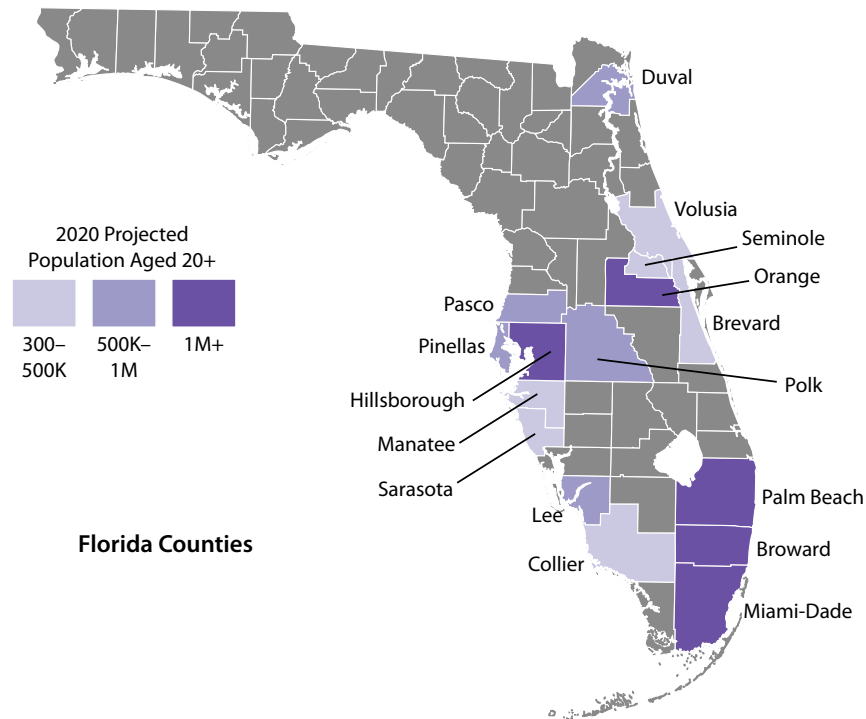 Duval
Volusia
Seminole
Orange
Brevard
Polk
2020 Projected
Population Aged 20+
300–
500K
500K–
1M
1M+
Pasco
Pinellas
Hillsborough
Manatee
Sarasota
Lee
Collier
Palm Beach
Broward
Miami-Dade
Florida Counties